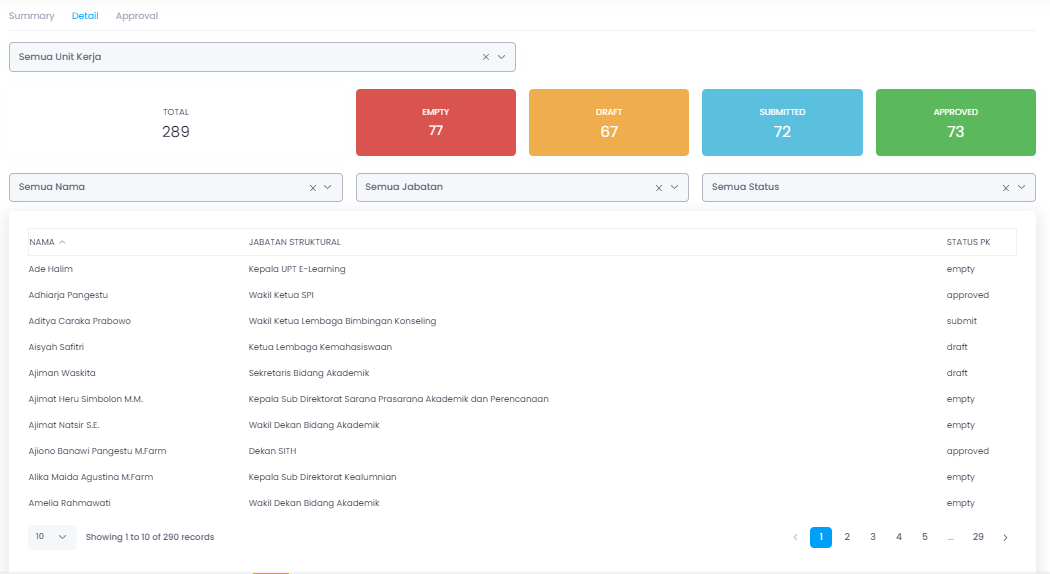 Summary Detail Approval
Semua Unit Kerja
TOTAL EMPTY DRAFT SUBMITTED APPROVED
289 77 67 72 73
Semua Nama Semua Jabatan Semua Status
NAMA JABATAN STRUKTURAL STATUS PK
Ade Halim Kepala UPT E-Learning empty
Adhiarja Pangestu Wakil Ketua SPI approved
Aditya Caraka Prabowo Wakil Ketua Lembaga Bimbingan Konseling submit
Aisyah Safitri Ketua Lembaga Kemahasiswaan draft
Ajiman Waskita Sekretaris Bidang Akademik draft
Ajimat Heru Simbolon M.M. Kepala Sub Direktorat Sarana Prasarana Akademik dan Perencanaan empty
Ajimat Natsir S.E. Wakil Dekan Bidang Akademik empty
Ajiono Banawi Pangestu M.Farm Dekan SITH approved
Alika Maida Agustina M.Farm Kepala Sub Direktorat Kealumnian empty
Amelia Rahmawati Wakil Dekan Bidang Akademik empty
10 Showing 1 to 10 of 290 records 1 2 3 4 5 ... 29